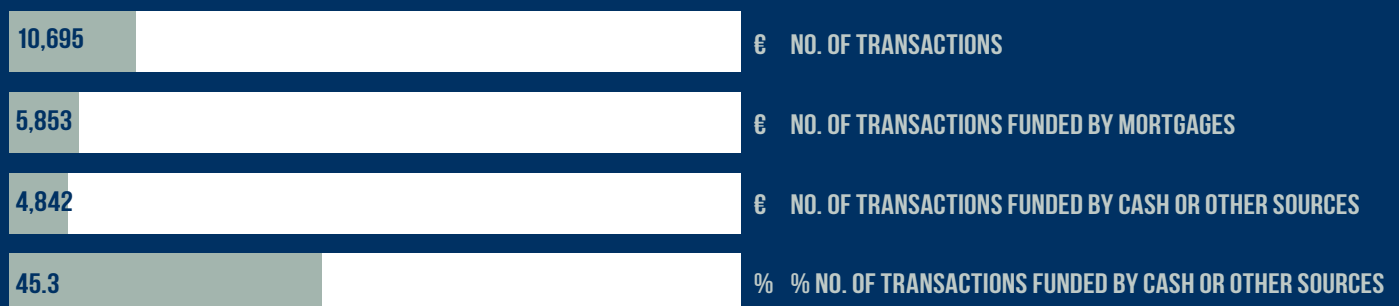 10,695 € NO. OF TRANSACTIONS
5,853 € NO. OF TRANSACTIONS FUNDED BY MORTGAGES
4,842 € NO. OF TRANSACTIONS FUNDED BY CASH OR OTHER SOURCES
45.3 % % NO. OF TRANSACTIONS FUNDED BY CASH OR OTHER SOURCES